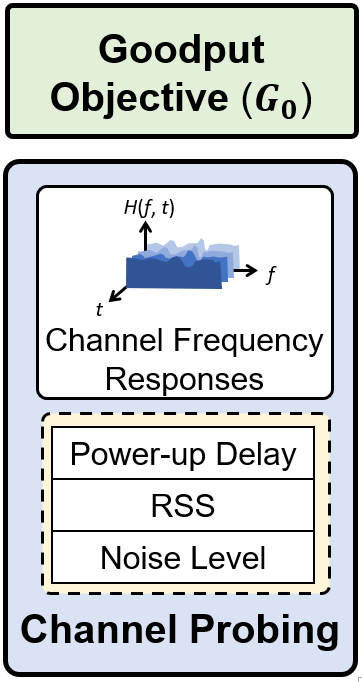 Goodput
Objective (G₀)
H(f, t)
f
t
Channel Frequency
Responses
Power-up Delay
RSS
Noise Level
Channel Probing